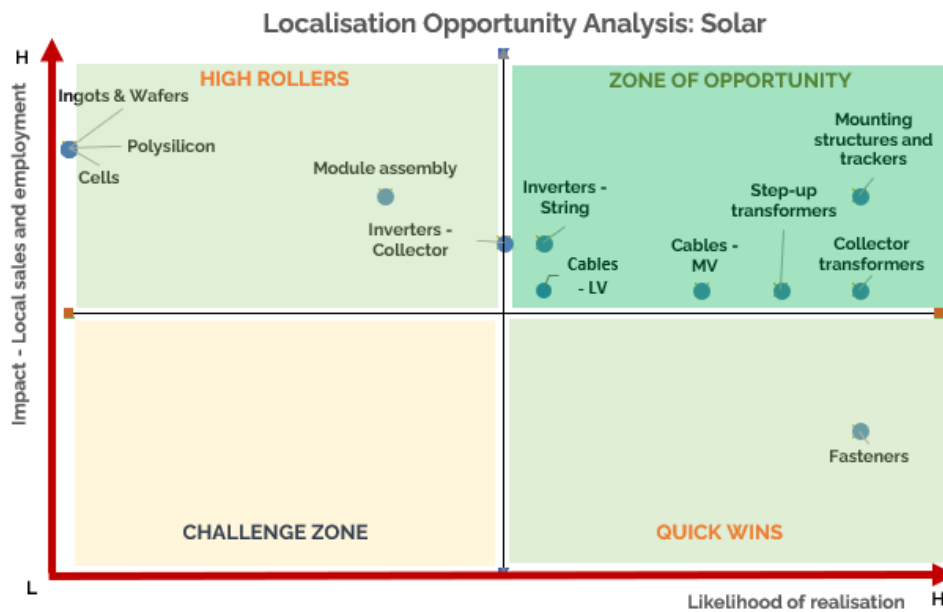 Localisation Opportunity Analysis: Solar
H
HIGH ROLLERS
ZONE OF OPPORTUNITY
Ingots & Wafers
Polysilicon
Cells
Module assembly
Inverters -
Collector
Inverters -
String
Cables
- LV
Cables -
MV
Step-up
transformers
Mounting
structures and
trackers
Collector
transformers
Impact - Local sales and employment
Fasteners
CHALLENGE ZONE
QUICK WINS
L
Likelihood of realisation
H